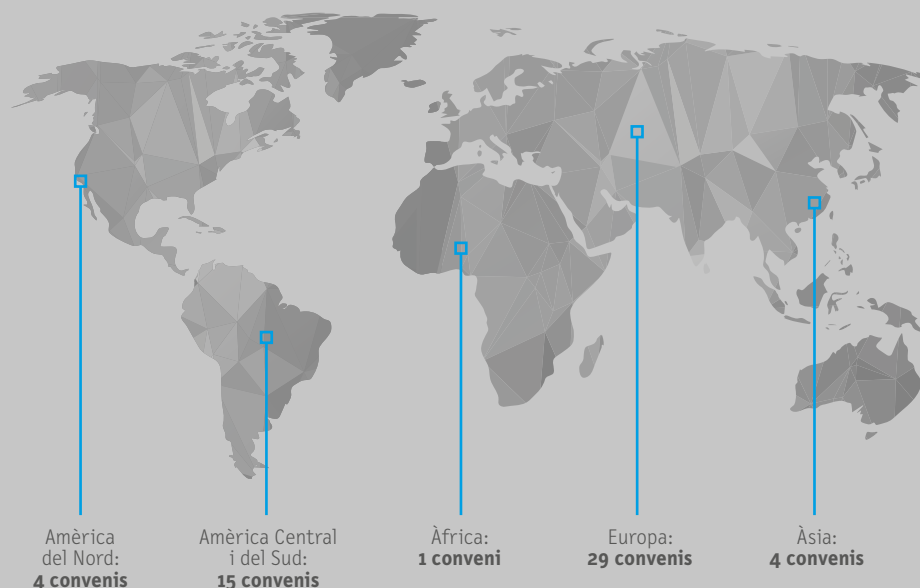 Amèrica
del Nord:
4 convenis
Amèrica Central
i del Sud:
15 convenis
Àfrica:
1 conveni
Europa:
29 convenis
Àsia:
4 convenis